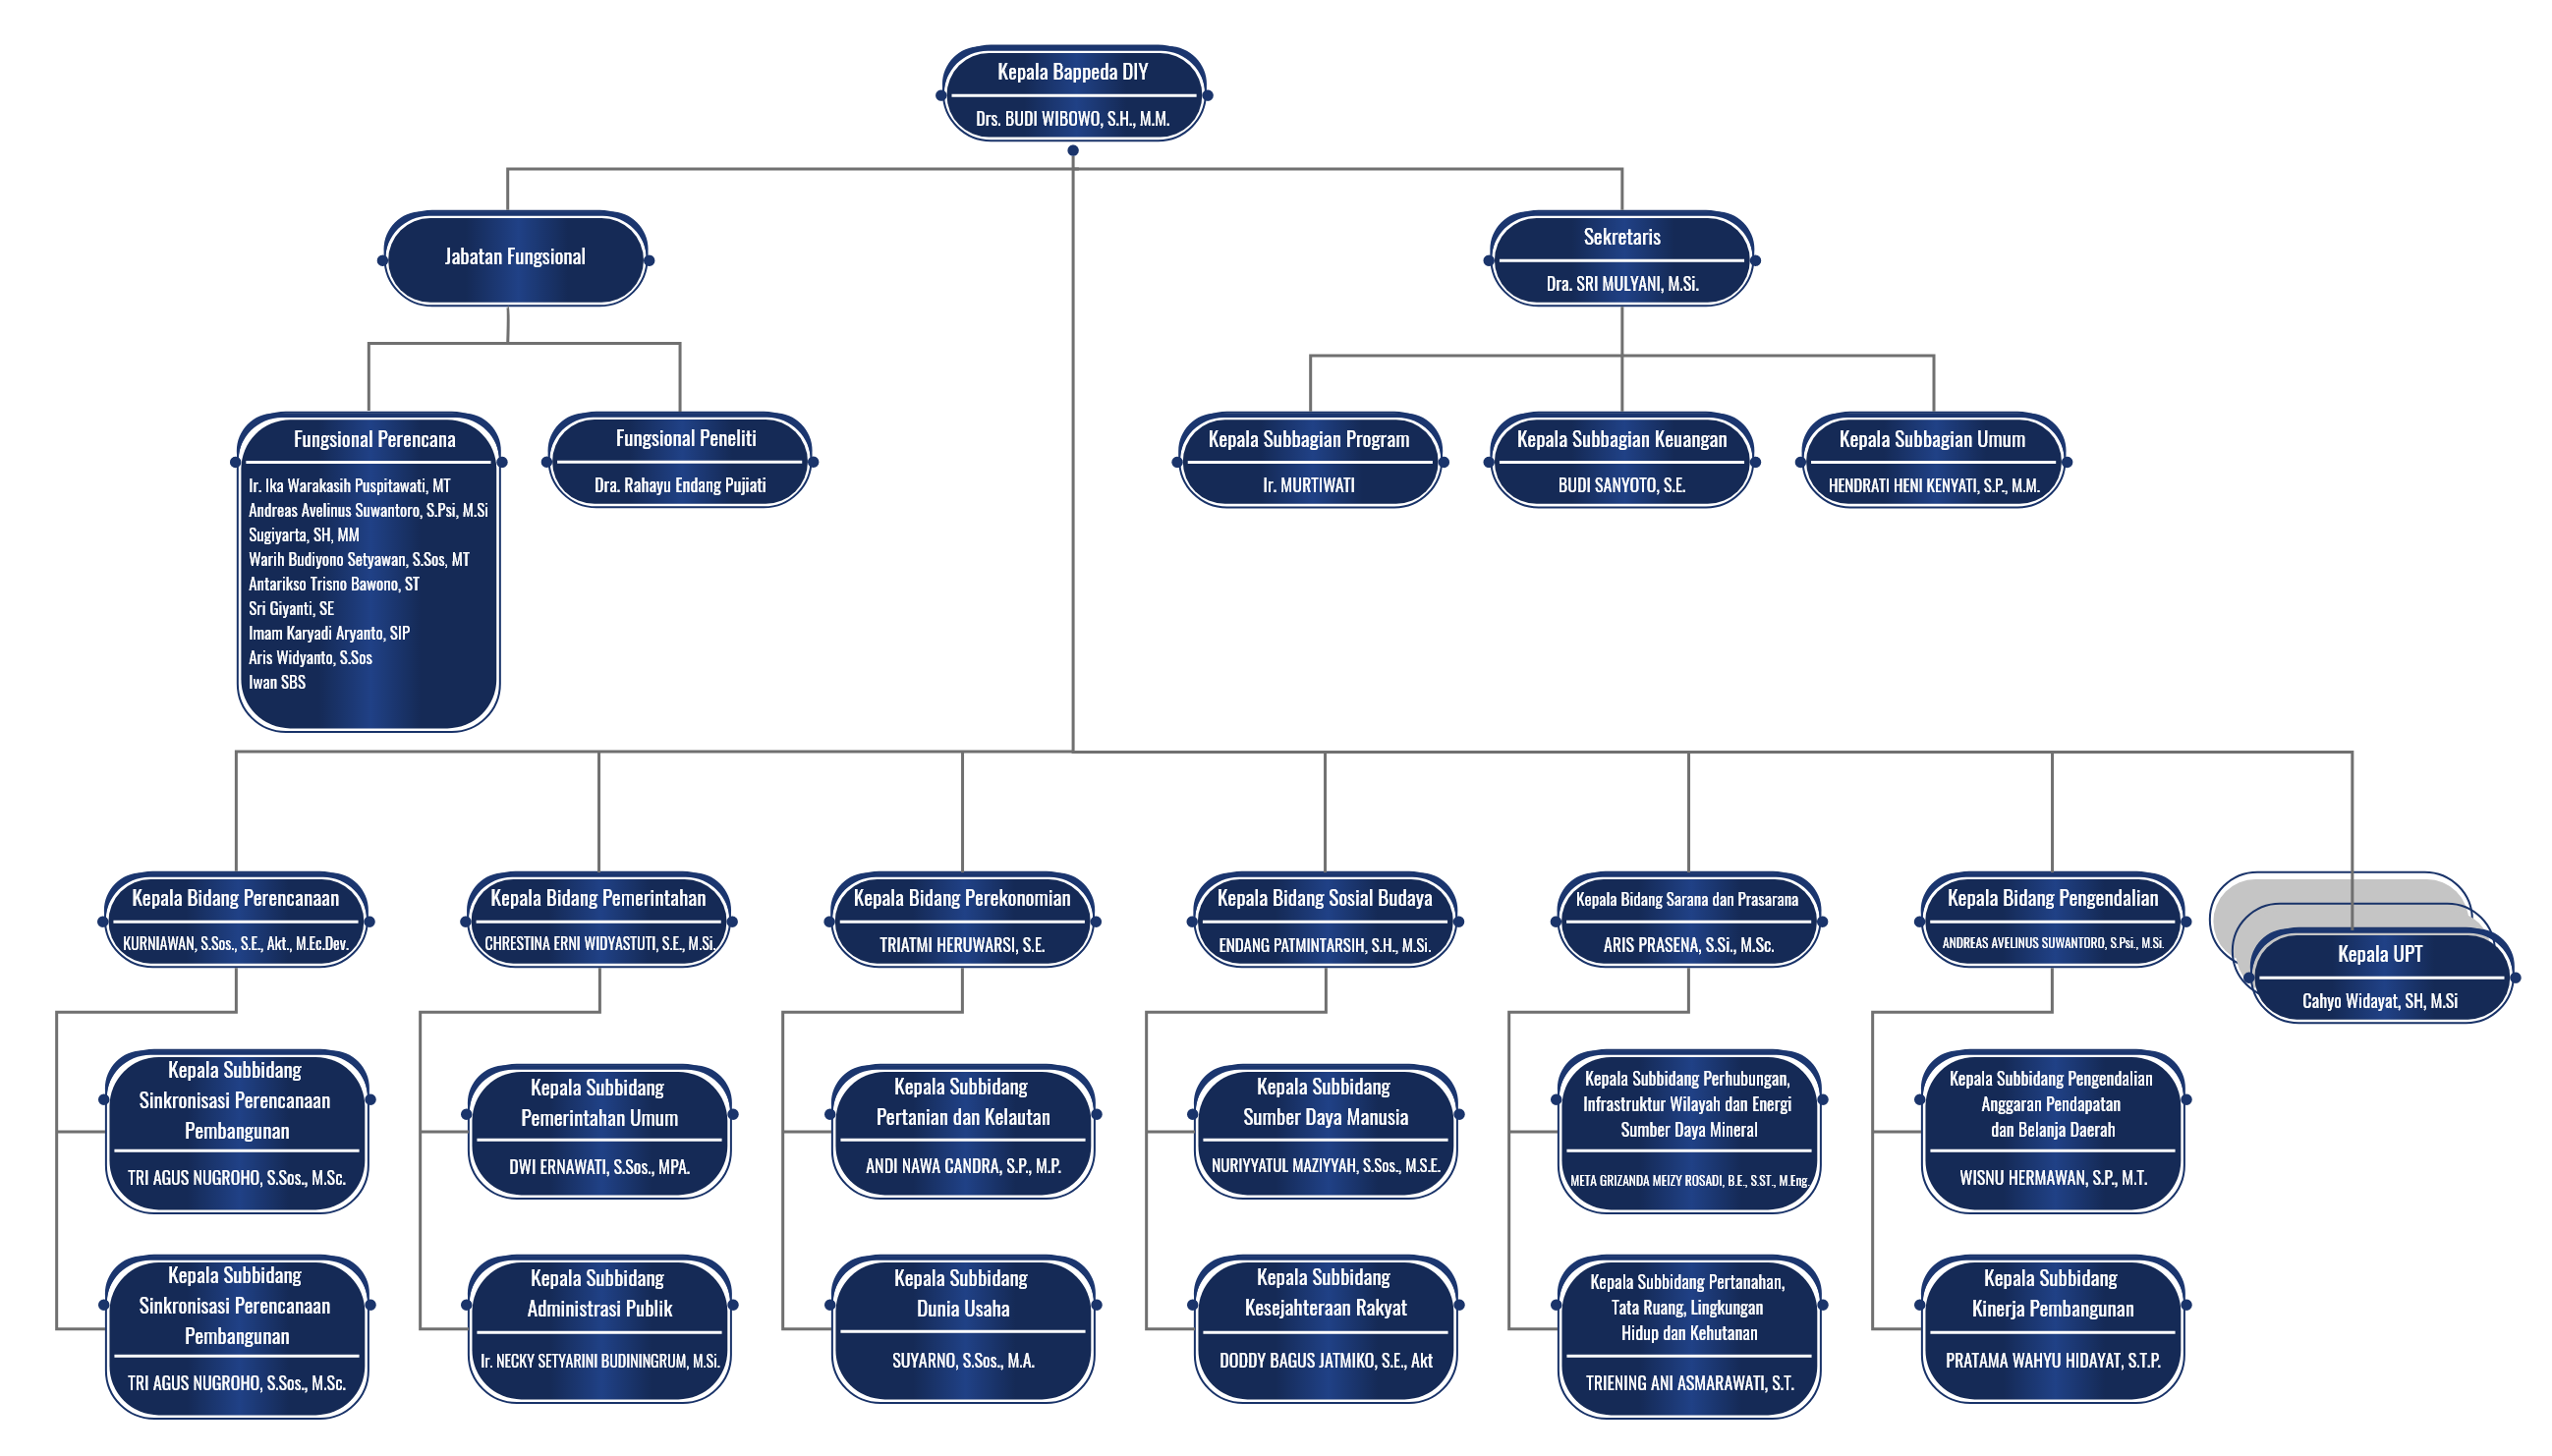 Kepala Bappeda DIY
Drs. BUDI WIBOWO, S.H., M.M.
Jabatan Fungsional
Sekretaris
Dra. SRI MULYANI, M.Si.
Fungsional Perencana
Ir. Ika Warakasih Puspitawati, MT
Andreas Avelinus Suwantoro, S.Psi, M.Si
Sugiyarta, SH, MM
Warih Budiyono Setyawan, S.Sos, MT
Antarikso Trisno Bawono, ST
Sri Giyanti, SE
Imam Karyadi Aryanto, SIP
Aris Widyanto, S.Sos
Iwan SBS
Fungsional Peneliti
Dra. Rahayu Endang Pujiati
Kepala Subbagian Program
Ir. MURTIWATI
Kepala Subbagian Keuangan
BUDI SANYOTO, S.E.
Kepala Subbagian Umum
HENDRATI HENI KENYATI, S.P., M.M.
Kepala Bidang Perencanaan
KURNIAWAN, S.Sos., S.E., Akt., M.Ec.Dev.
Kepala Bidang Pemerintahan
CHRESTINA ERNI WIDYASTUTI, S.E., M.Si.
Kepala Bidang Perekonomian
TRIATMI HERUWARSI, S.E.
Kepala Bidang Sosial Budaya
ENDANG PATMINTARSIH, S.H., M.Si.
Kepala Bidang Sarana dan Prasarana
ARIS PRASENA, S.Si., M.Sc.
Kepala Bidang Pengendalian
ANDREAS AVELINUS SUWANTORO, S.Psi., M.Si.
Kepala UPT
Cahyo Widayat, SH, M.Si
Kepala Subbidang
Sinkronisasi Perencanaan
Pembangunan
TRI AGUS NUGROHO, S.Sos., M.Sc.
Kepala Subbidang
Pemerintahan Umum
DWI ERNAWATI, S.Sos., MPA.
Kepala Subbidang
Pertanian dan Kelautan
ANDI NAWA CANDRA, S.P., M.P.
Kepala Subbidang
Sumber Daya Manusia
NURIYYATUL MAZIYYAH, S.Sos., M.S.E.
Kepala Subbidang Perhubungan,
Infrastruktur Wilayah dan Energi
Sumber Daya Mineral
META GRIZANDA MEIZY ROSADI, B.E., S.ST., M.Eng.
Kepala Subbidang Pengendalian
Anggaran Pendapatan
dan Belanja Daerah
WISNU HERMAWAN, S.P., M.T.
Kepala Subbidang
Sinkronisasi Perencanaan
Pembangunan
TRI AGUS NUGROHO, S.Sos., M.Sc.
Kepala Subbidang
Administrasi Publik
Ir. NECKY SETYARINI BUDININGRUM, M.Si.
Kepala Subbidang
Dunia Usaha
SUYARNO, S.Sos., M.A.
Kepala Subbidang
Kesejahteraan Rakyat
DODDY BAGUS JATMIKO, S.E., Akt
Kepala Subbidang Pertanahan,
Tata Ruang, Lingkungan
Hidup dan Kehutanan
TRIENING ANI ASMARAWATI, S.T.
Kepala Subbidang
Kinerja Pembangunan
PRATAMA WAHYU HIDAYAT, S.T.P.